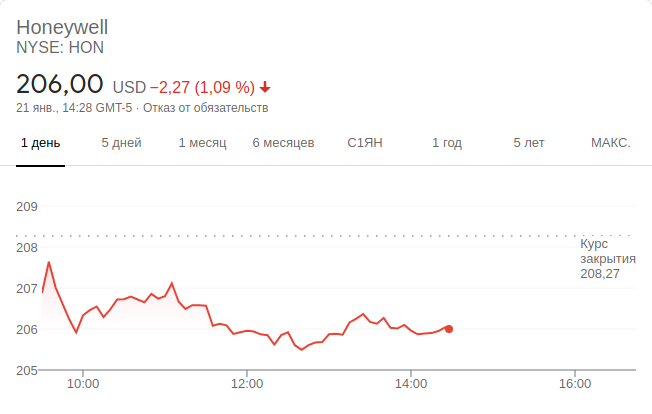 Honeywell
NYSE: HON
206,00 USD −2,27 (1,09 %)
21 янв., 14:28 GMT-5 · Отказ от обязательств
1 день 5 дней 1 месяц 6 месяцев С1ЯН 1 год 5 лет МАКС.
209
208
207
206
205
Курс
закрытия
208,27
10:00 12:00 14:00 16:00